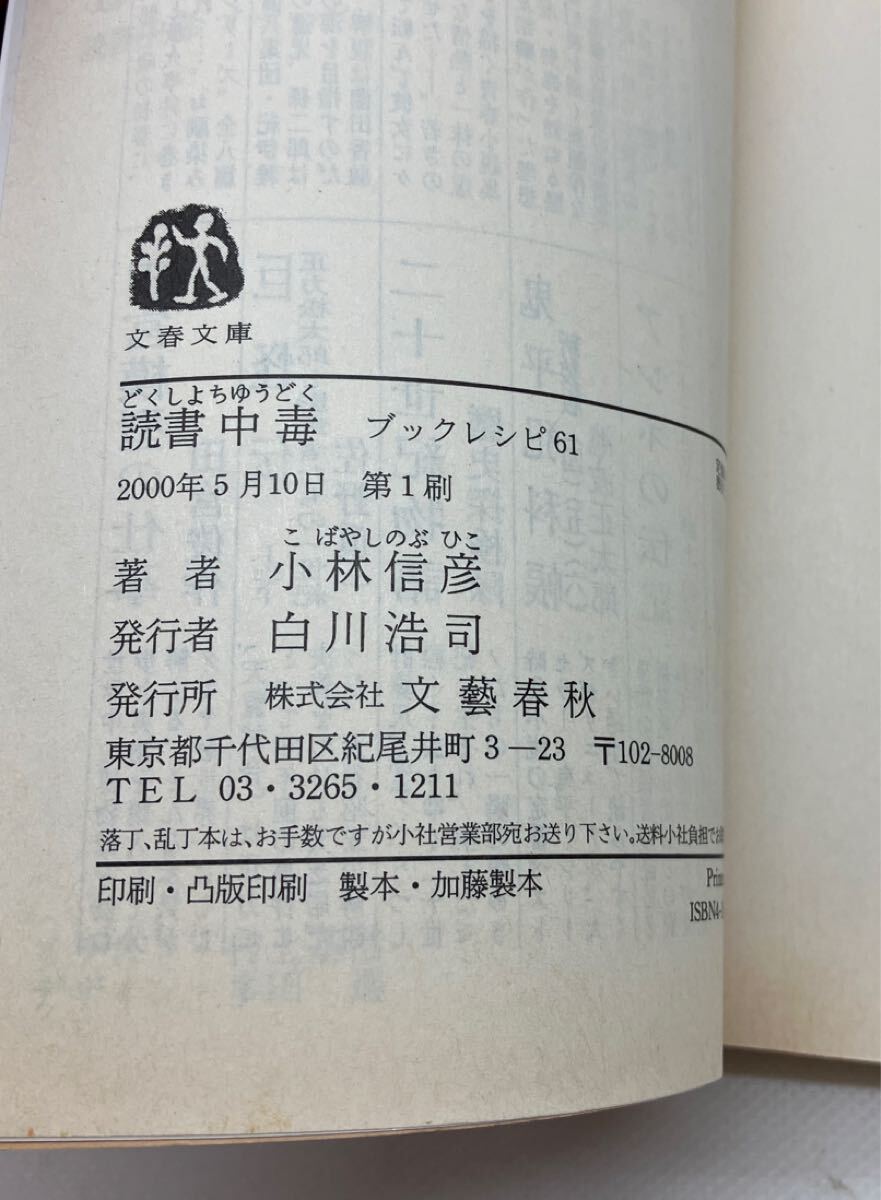 文春文庫
どくしよちゆうどく
読書中毒 ブックレシピ61
2000年5月10日 第1刷
こばやしのぶひこ
著者 小林信彦
発行者 白川浩司
発行所 株式会社 文藝春秋
東京都千代田区紀尾井町3—23 〒102-8008
TEL 03・3265・1211
落丁、乱丁本は、お手数ですが小社営業部宛お送り下さい。送料小社負担でお
印刷・凸版印刷 製本・加藤製本
ISBN4-